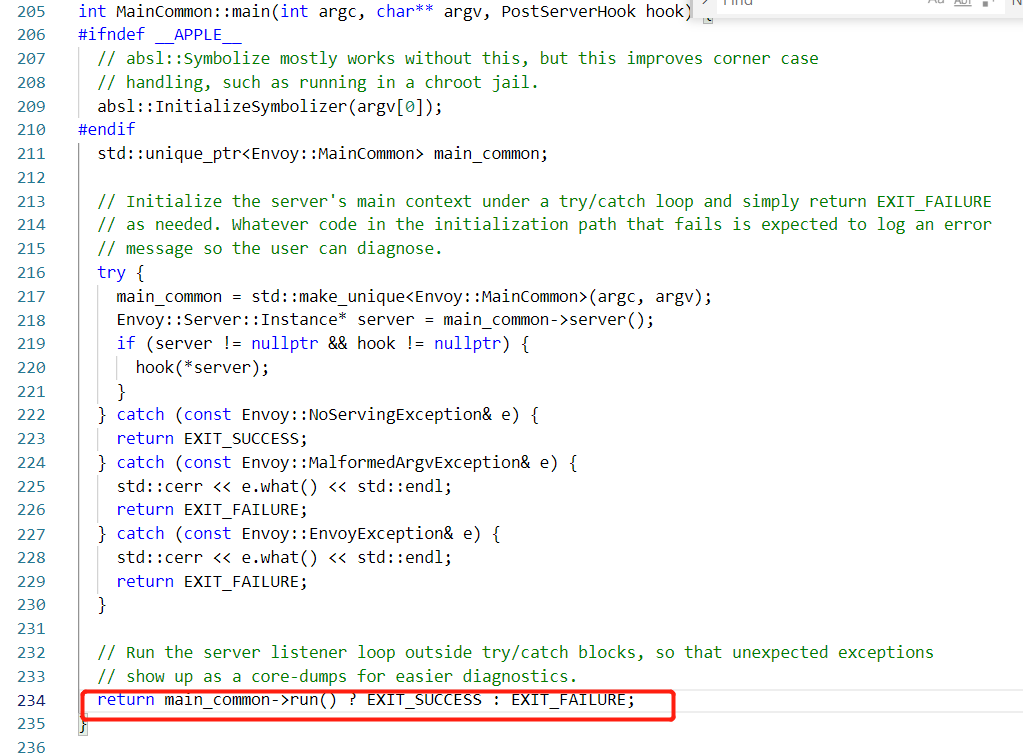 205 int MainCommon::main(int argc, char** argv, PostServerHook hook) {
Find
206 #ifndef __APPLE__
207   // absl::Symbolize mostly works without this, but this improves corner case
208   // handling, such as running in a chroot jail.
209   absl::InitializeSymbolizer(argv[0]);
210 #endif
211   std::unique_ptr<Envoy::MainCommon> main_common;
212
213   // Initialize the server's main context under a try/catch loop and simply return EXIT_FAILURE
214   // as needed. Whatever code in the initialization path that fails is expected to log an error
215   // message so the user can diagnose.
216   try {
217     main_common = std::make_unique<Envoy::MainCommon>(argc, argv);
218     Envoy::Server::Instance* server = main_common->server();
219     if (server != nullptr && hook != nullptr) {
220       hook(*server);
221     }
222   } catch (const Envoy::NoServingException& e) {
223     return EXIT_SUCCESS;
224   } catch (const Envoy::MalformedArgvException& e) {
225     std::cerr << e.what() << std::endl;
226     return EXIT_FAILURE;
227   } catch (const Envoy::EnvoyException& e) {
228     std::cerr << e.what() << std::endl;
229     return EXIT_FAILURE;
230   }
231
232   // Run the server listener loop outside try/catch blocks, so that unexpected exceptions
233   // show up as a core-dumps for easier diagnostics.
234   return main_common->run() ? EXIT_SUCCESS : EXIT_FAILURE;
235 }
236